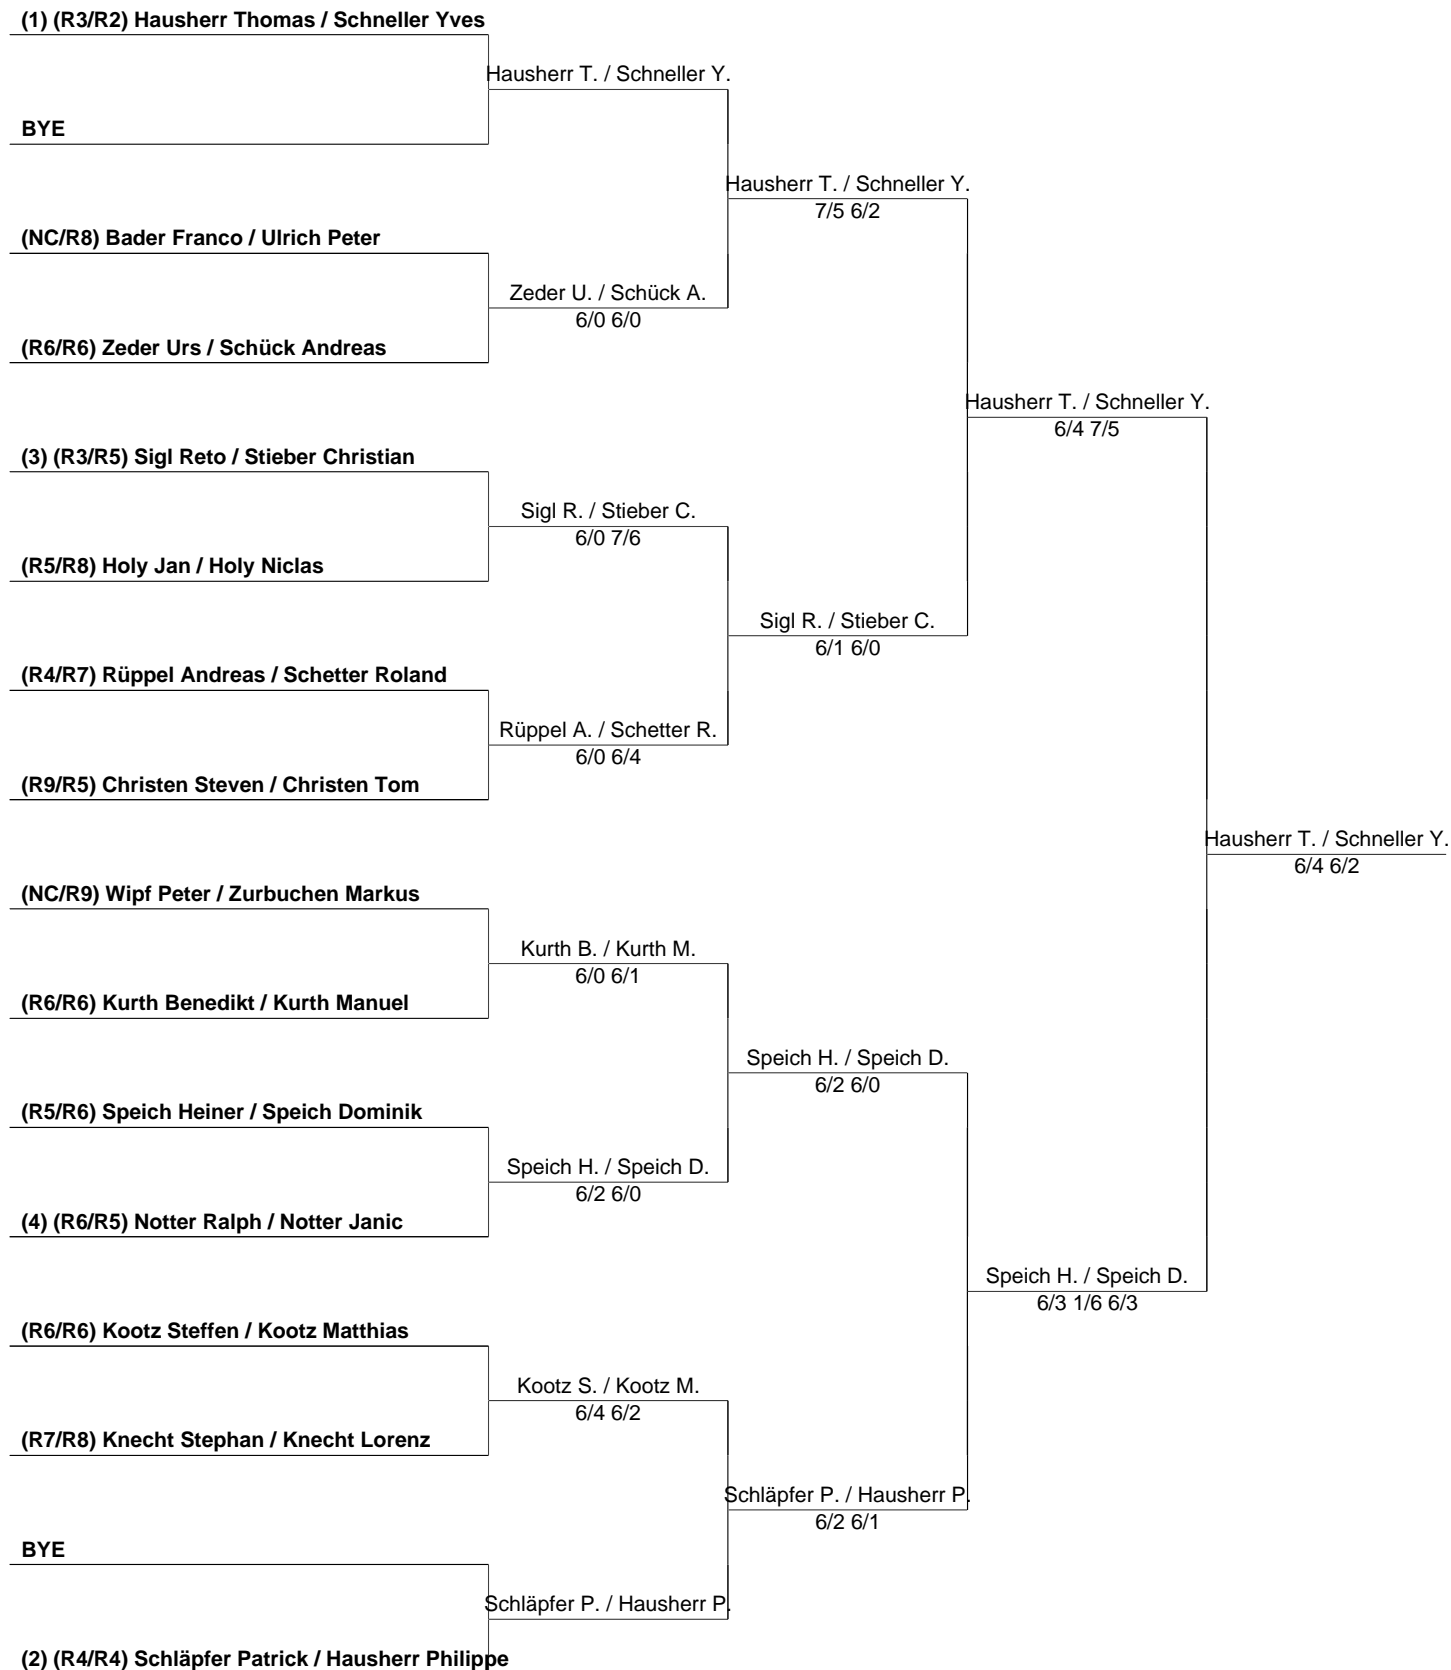 (1) (R3/R2) Hausherr Thomas / Schneller Yves
Hausherr T. / Schneller Y.
BYE
Hausherr T. / Schneller Y.
7/5 6/2
(NC/R8) Bader Franco / Ulrich Peter
Zeder U. / Schück A.
6/0 6/0
(R6/R6) Zeder Urs / Schück Andreas
Hausherr T. / Schneller Y.
6/4 7/5
(3) (R3/R5) Sigl Reto / Stieber Christian
Sigl R. / Stieber C.
6/0 7/6
(R5/R8) Holy Jan / Holy Niclas
Sigl R. / Stieber C.
6/1 6/0
(R4/R7) Rüppel Andreas / Schetter Roland
Rüppel A. / Schetter R.
6/0 6/4
(R9/R5) Christen Steven / Christen Tom
Hausherr T. / Schneller Y.
6/4 6/2
(NC/R9) Wipf Peter / Zurbuchen Markus
Kurth B. / Kurth M.
6/0 6/1
(R6/R6) Kurth Benedikt / Kurth Manuel
Speich H. / Speich D.
6/2 6/0
(R5/R6) Speich Heiner / Speich Dominik
Speich H. / Speich D.
6/2 6/0
(4) (R6/R5) Notter Ralph / Notter Janic
Speich H. / Speich D.
6/3 1/6 6/3
(R6/R6) Kootz Steffen / Kootz Matthias
Kootz S. / Kootz M.
6/4 6/2
(R7/R8) Knecht Stephan / Knecht Lorenz
Schläpfer P. / Hausherr P.
6/2 6/1
BYE
Schläpfer P. / Hausherr P.
(2) (R4/R4) Schläpfer Patrick / Hausherr Philippe